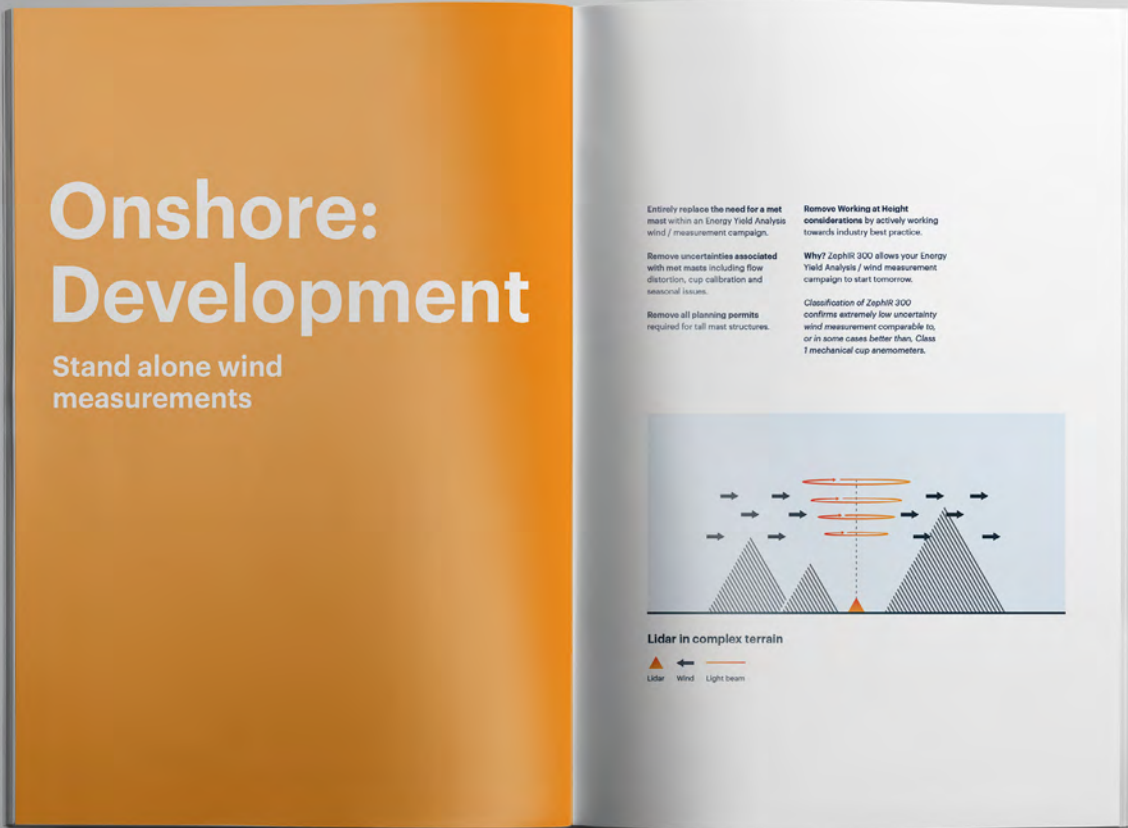 Onshore:
Development
Stand alone wind
measurements
Entirely replace the need for a met
mast within an Energy Yield Analysis
wind / measurement campaign.
Remove uncertainties associated
with met masts including flow
distortion, cup calibration and
seasonal issues.
Remove all planning permits
required for tall mast structures.
Remove Working at Height
considerations by actively working
towards industry best practice.
Why? ZephIR 300 allows your Energy
Yield Analysis / wind measurement
campaign to start tomorrow.
Classification of ZephIR 300
confirms extremely low uncertainty
wind measurement comparable to,
or in some cases better than, Class
1 mechanical cup anemometers.
Lidar in complex terrain
Lidar
Wind
Light beam